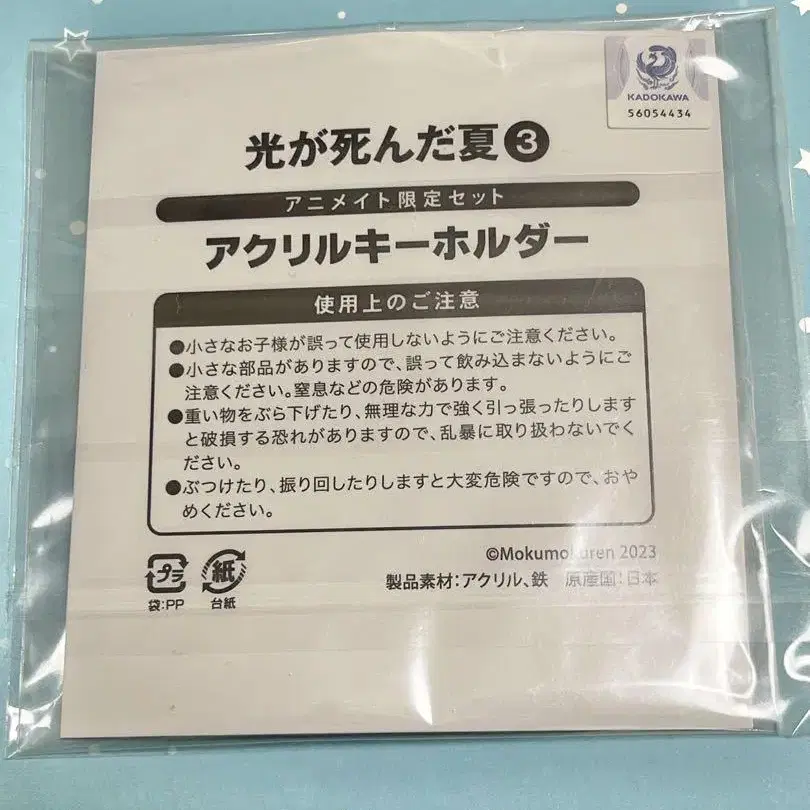 KADOKAWA
56054434
光が死んだ夏❸
アニメイト限定セット
アクリルキーホルダー
使用上のご注意
●小さなお子様が誤って使用しないようにご注意ください。
●小さな部品がありますので、誤って飲み込まないようにご
注意ください。窒息などの危険があります。
●重い物をぶら下げたり、無理な力で強く引っ張ったりします
と破損する恐れがありますので、乱暴に取り扱わないでく
ださい。
●ぶつけたり、振り回したりしますと大変危険ですので、おや
めください。
©Mokumokuren 2023
製品素材:アクリル、鉄 原産国:日本
プラ 紙
袋:PP 台紙